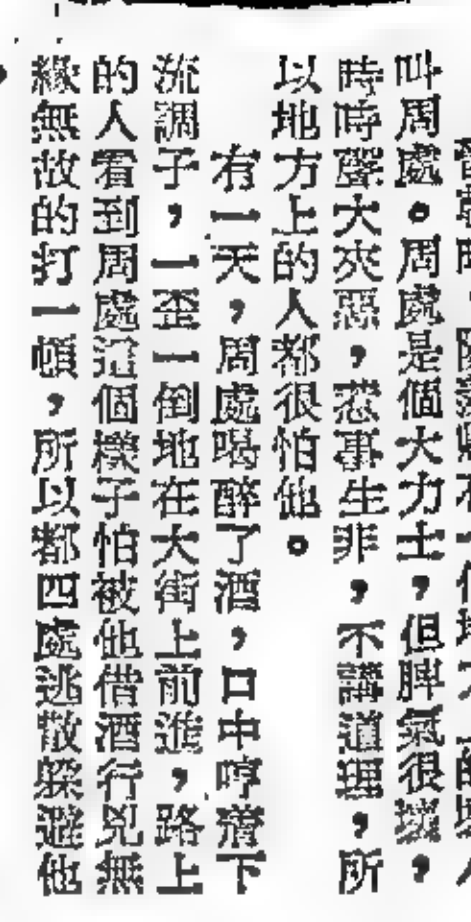 叫周處。周處是個大力士，但脾氣很壞，
時時聲大夾惡，惹事生非，不講道理，所
以地方上的人都很怕他。
有一天，周處喝醉了酒，口中哼着下
流調子，一歪一倒地在大街上前進，路上
的人看到周處這個樣子怕被他借酒行兇無
緣無故的打一頓，所以都四處逃散躲避他